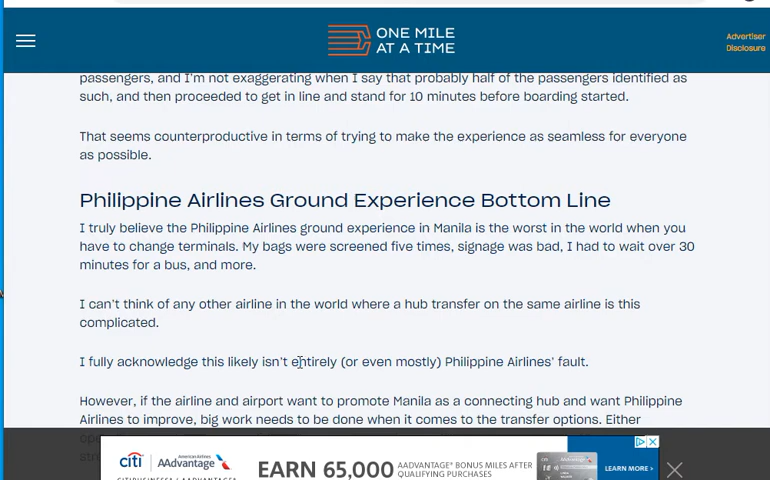 ONE MILE
AT A TIME
Advertiser
Disclosure
passengers, and I'm not exaggerating when I say that probably half of the passengers identified as
such, and then proceeded to get in line and stand for 10 minutes before boarding started.
That seems counterproductive in terms of trying to make the experience as seamless for everyone
as possible.
Philippine Airlines Ground Experience Bottom Line
I truly believe the Philippine Airlines ground experience in Manila is the worst in the world when you
have to change terminals. My bags were screened five times, signage was bad, I had to wait over 30
minutes for a bus, and more.
I can't think of any other airline in the world where a hub transfer on the same airline is this
complicated.
I fully acknowledge this likely isn't entirely (or even mostly) Philippine Airlines' fault.
However, if the airline and airport want to promote Manila as a connecting hub and want Philippine
Airlines to improve, big work needs to be done when it comes to the transfer options. Either
citi
American Airlines
AAdvantage
EARN 65,000
AADVANTAGE® BONUS MILES AFTER
QUALIFYING PURCHASES
LEARN MORE >